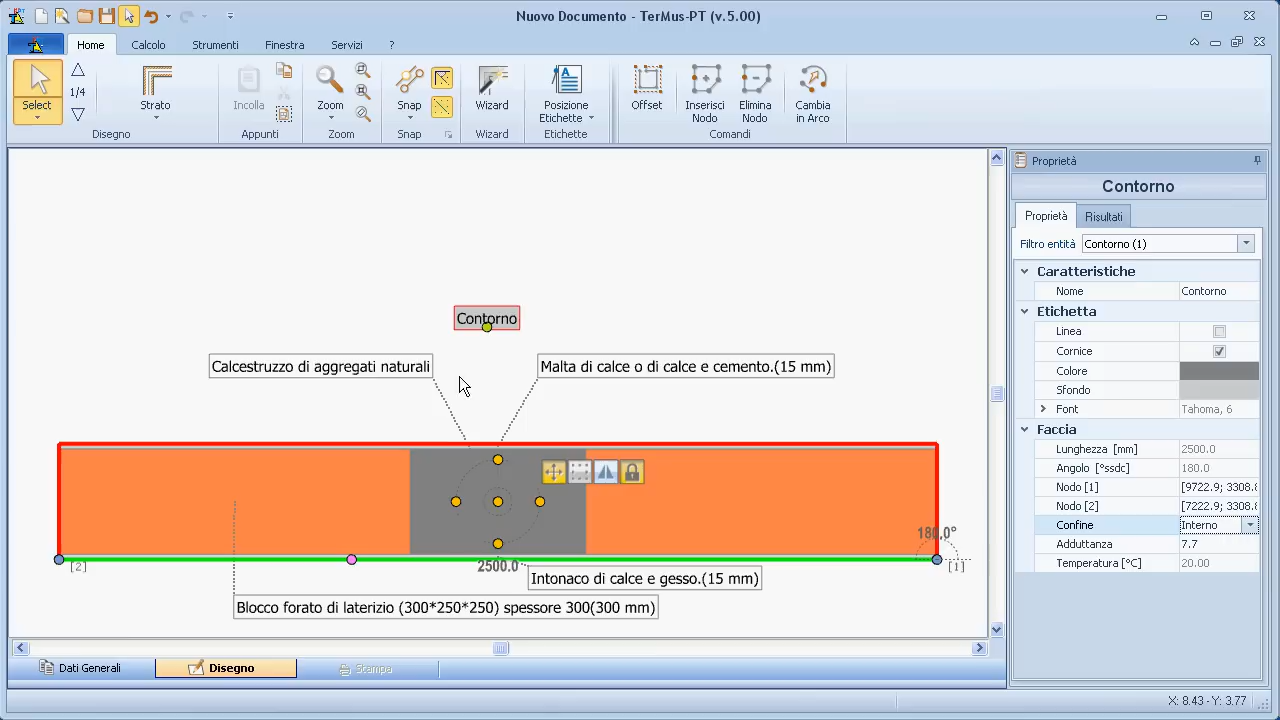 Nuovo Documento - TerMus-PT (v.5.00)
Home
Calcolo
Strumenti
Finestra
Servizi
?
Select
1/4
Strato
Incolla
Zoom
Snap
Wizard
Posizione
Etichette
Offset
Inserisci
Nodo
Elimina
Nodo
Cambia
in Arco
Disegno
Appunti
Zoom
Snap
Wizard
Etichette
Comandi
Contorno
Calcestruzzo di aggregati naturali
Malta di calce o di calce e cemento.(15 mm)
180.0°
[2]
2500.0
[1]
Intonaco di calce e gesso.(15 mm)
Blocco forato di laterizio (300*250*250) spessore 300(300 mm)
Proprietà
Contorno
Proprietà
Risultati
Filtro entità
Contorno (1)
Caratteristiche
Nome
Contorno
Etichetta
Linea
Cornice
Colore
Sfondo
Font
Tahoma, 6
Faccia
Lunghezza [mm]
2500.0
Angolo [°ssdc]
180.0
Nodo [1]
[9722.9; 3308.
Nodo [2]
[7222.9; 3308.8
Confine
Interno
Adduttanza
7.7
Temperatura [°C]
20.00
Dati Generali
Disegno
Stampa
X: 8.43 - Y: 3.77